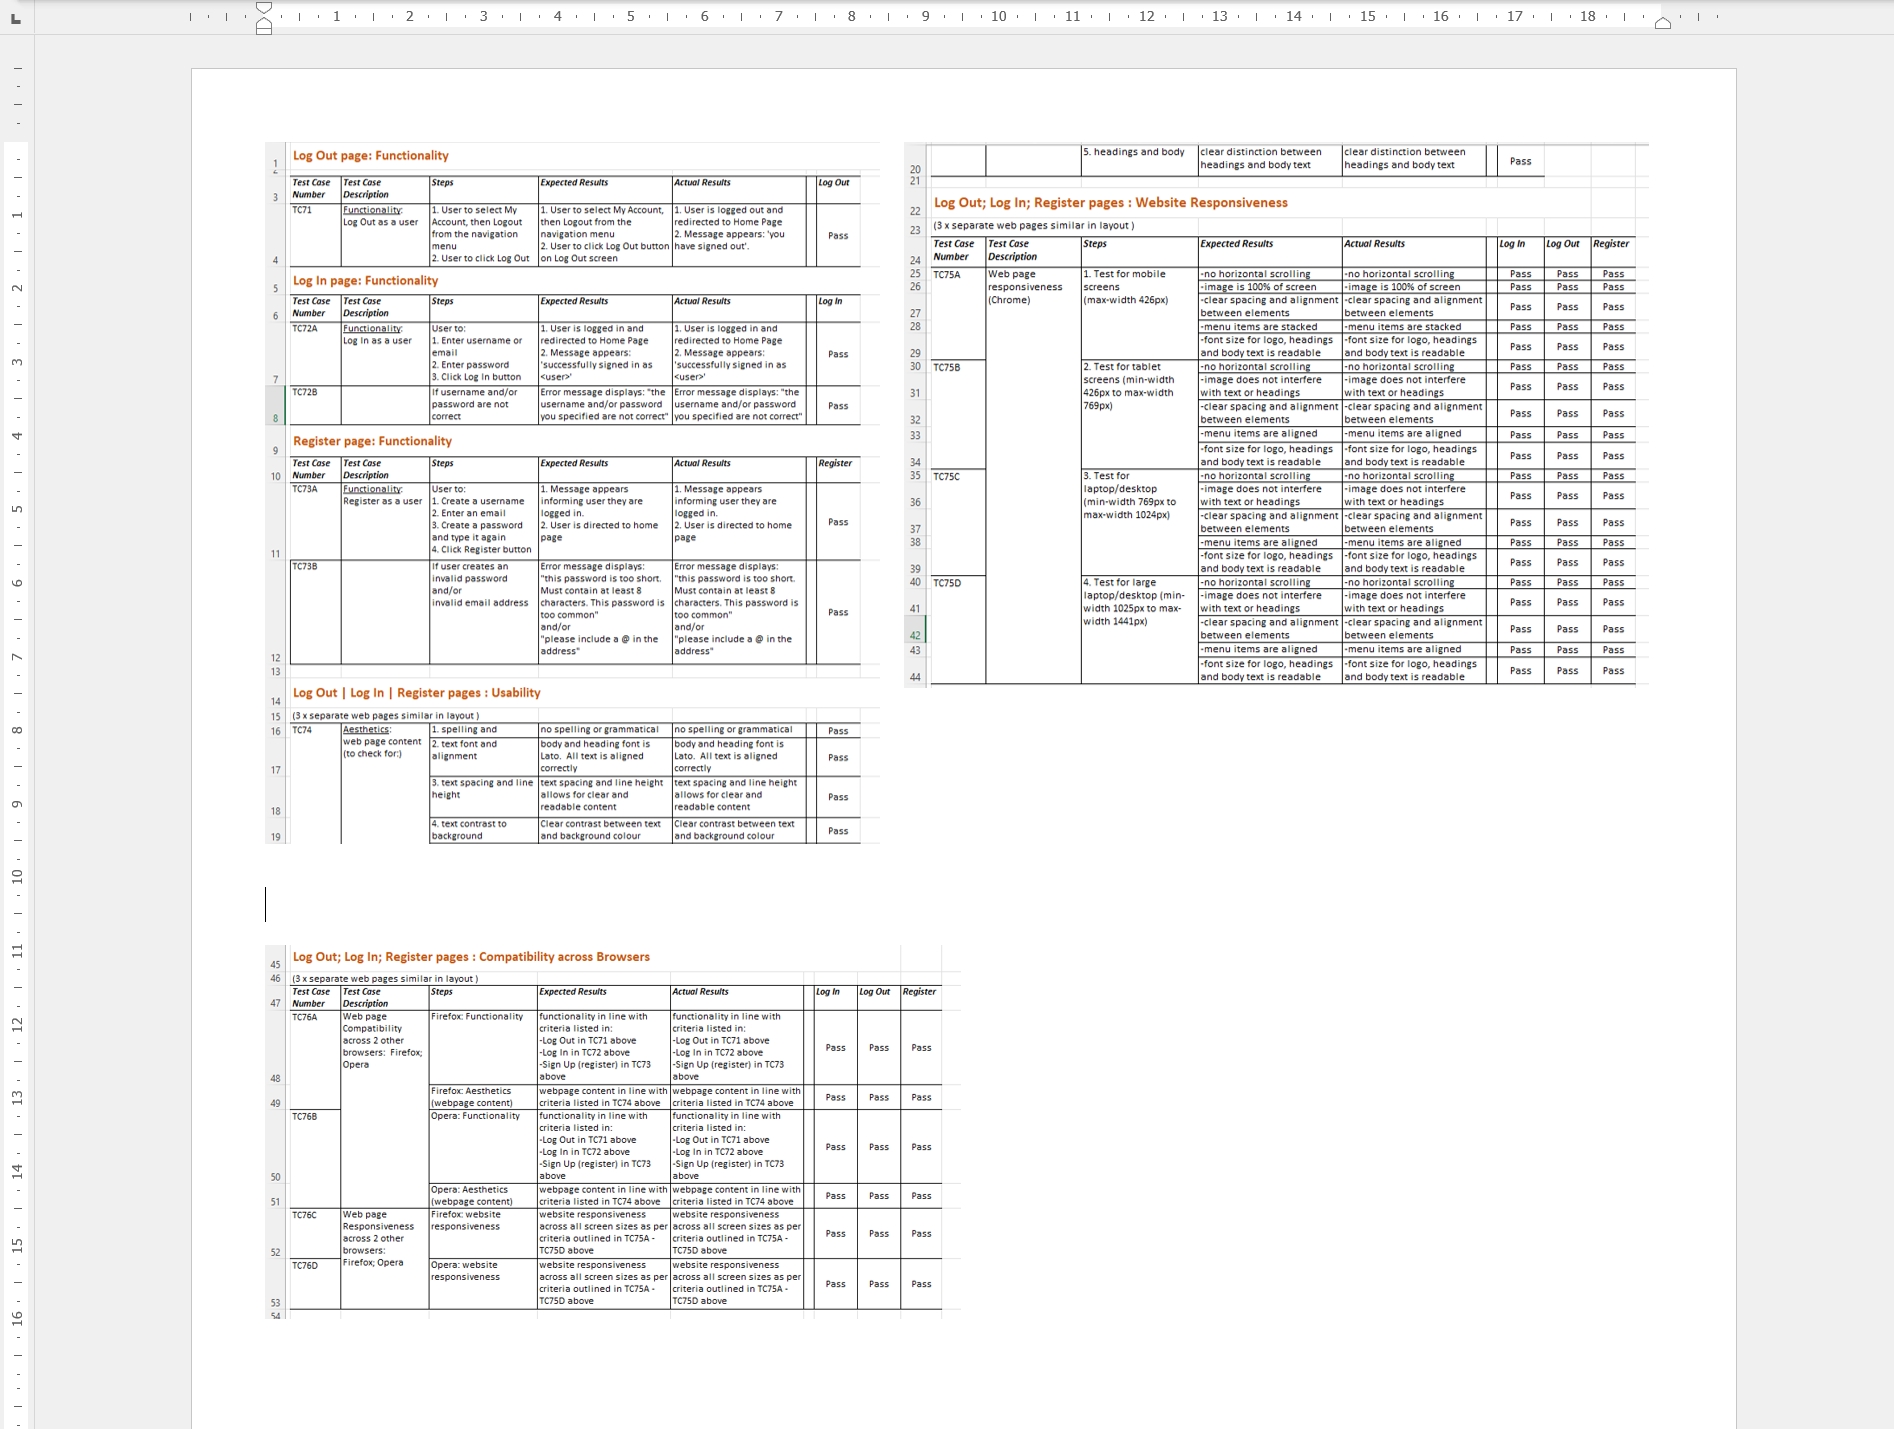 1 2 3 4 5 6 7 8 9 10 11 12 13 14 15 16 17 18
Log Out page: Functionality
Test Case Number | Test Case Description | Steps | Expected Results | Actual Results | Log Out
TC71 | Functionality: Log Out as a user | 1. User to select My Account, then Logout from the navigation menu 2. User to click Log Out | 1. User to select My Account, then Logout from the navigation menu 2. User to click Log Out button on Log Out screen | 1. User is logged out and redirected to Home Page 2. Message appears: 'you have signed out'. | Pass
Log In page: Functionality
Test Case Number | Test Case Description | Steps | Expected Results | Actual Results | Log In
TC72A | Functionality: Log In as a user | User to: 1. Enter username or email 2. Enter password 3. Click Log In button | 1. User is logged in and redirected to Home Page 2. Message appears: 'successfully signed in as <user>' | 1. User is logged in and redirected to Home Page 2. Message appears: 'successfully signed in as <user>' | Pass
TC72B | If username and/or password are not correct | Error message displays: "the username and/or password you specified are not correct" | Error message displays: "the username and/or password you specified are not correct" | Pass
Register page: Functionality
Test Case Number | Test Case Description | Steps | Expected Results | Actual Results | Register
TC73A | Functionality: Register as a user | User to: 1. Create a username 2. Enter an email 3. Create a password and type it again 4. Click Register button | 1. Message appears informing user they are logged in. 2. User is directed to home page | 1. Message appears informing user they are logged in. 2. User is directed to home page | Pass
TC73B | If user creates an invalid password and/or invalid email address | Error message displays: "this password is too short. Must contain at least 8 characters. This password is too common" and/or "please include a @ in the address" | Error message displays: "this password is too short. Must contain at least 8 characters. This password is too common" and/or "please include a @ in the address" | Pass
Log Out | Log In | Register pages : Usability
(3 x separate web pages similar in layout )
TC74 | Aesthetics: web page content (to check for:) | 1. spelling and | no spelling or grammatical | no spelling or grammatical | Pass
2. text font and alignment | body and heading font is Lato. All text is aligned correctly | body and heading font is Lato. All text is aligned correctly | Pass
3. text spacing and line height | text spacing and line height allows for clear and readable content | text spacing and line height allows for clear and readable content | Pass
4. text contrast to background | Clear contrast between text and background colour | Clear contrast between text and background colour | Pass
5. headings and body | clear distinction between headings and body text | clear distinction between headings and body text | Pass
Log Out; Log In; Register pages : Website Responsiveness
(3 x separate web pages similar in layout )
Test Case Number | Test Case Description | Steps | Expected Results | Actual Results | Log In | Log Out | Register
TC75A | Web page responsiveness (Chrome) | 1. Test for mobile screens (max-width 426px) | -no horizontal scrolling | -no horizontal scrolling | Pass | Pass | Pass
-image is 100% of screen | -image is 100% of screen | Pass | Pass | Pass
-clear spacing and alignment between elements | -clear spacing and alignment between elements | Pass | Pass | Pass
-menu items are stacked | -menu items are stacked | Pass | Pass | Pass
-font size for logo, headings and body text is readable | -font size for logo, headings and body text is readable | Pass | Pass | Pass
TC75B | 2. Test for tablet screens (min-width 426px to max-width 769px) | -no horizontal scrolling | -no horizontal scrolling | Pass | Pass | Pass
-image does not interfere with text or headings | -image does not interfere with text or headings | Pass | Pass | Pass
-clear spacing and alignment between elements | -clear spacing and alignment between elements | Pass | Pass | Pass
-menu items are aligned | -menu items are aligned | Pass | Pass | Pass
-font size for logo, headings and body text is readable | -font size for logo, headings and body text is readable | Pass | Pass | Pass
TC75C | 3. Test for laptop/desktop (min-width 769px to max-width 1024px) | -no horizontal scrolling | -no horizontal scrolling | Pass | Pass | Pass
-image does not interfere with text or headings | -image does not interfere with text or headings | Pass | Pass | Pass
-clear spacing and alignment between elements | -clear spacing and alignment between elements | Pass | Pass | Pass
-menu items are aligned | -menu items are aligned | Pass | Pass | Pass
-font size for logo, headings and body text is readable | -font size for logo, headings and body text is readable | Pass | Pass | Pass
TC75D | 4. Test for large laptop/desktop (min-width 1025px to max-width 1441px) | -no horizontal scrolling | -no horizontal scrolling | Pass | Pass | Pass
-image does not interfere with text or headings | -image does not interfere with text or headings | Pass | Pass | Pass
-clear spacing and alignment between elements | -clear spacing and alignment between elements | Pass | Pass | Pass
-menu items are aligned | -menu items are aligned | Pass | Pass | Pass
-font size for logo, headings and body text is readable | -font size for logo, headings and body text is readable | Pass | Pass | Pass
Log Out; Log In; Register pages : Compatibility across Browsers
(3 x separate web pages similar in layout )
Test Case Number | Test Case Description | Steps | Expected Results | Actual Results | Log In | Log Out | Register
TC76A | Web page Compatibility across 2 other browsers: Firefox; Opera | Firefox: Functionality | functionality in line with criteria listed in: -Log Out in TC71 above -Log In in TC72 above -Sign Up (register) in TC73 above | functionality in line with criteria listed in: -Log Out in TC71 above -Log In in TC72 above -Sign Up (register) in TC73 above | Pass | Pass | Pass
Firefox: Aesthetics (webpage content) | webpage content in line with criteria listed in TC74 above | webpage content in line with criteria listed in TC74 above | Pass | Pass | Pass
TC76B | Opera: Functionality | functionality in line with criteria listed in: -Log Out in TC71 above -Log In in TC72 above -Sign Up (register) in TC73 above | functionality in line with criteria listed in: -Log Out in TC71 above -Log In in TC72 above -Sign Up (register) in TC73 above | Pass | Pass | Pass
Opera: Aesthetics (webpage content) | webpage content in line with criteria listed in TC74 above | webpage content in line with criteria listed in TC74 above | Pass | Pass | Pass
TC76C | Web page Responsiveness across 2 other browsers: Firefox; Opera | Firefox: website responsiveness | website responsiveness across all screen sizes as per criteria outlined in TC75A - TC75D above | website responsiveness across all screen sizes as per criteria outlined in TC75A - TC75D above | Pass | Pass | Pass
TC76D | Opera: website responsiveness | website responsiveness across all screen sizes as per criteria outlined in TC75A - TC75D above | website responsiveness across all screen sizes as per criteria outlined in TC75A - TC75D above | Pass | Pass | Pass